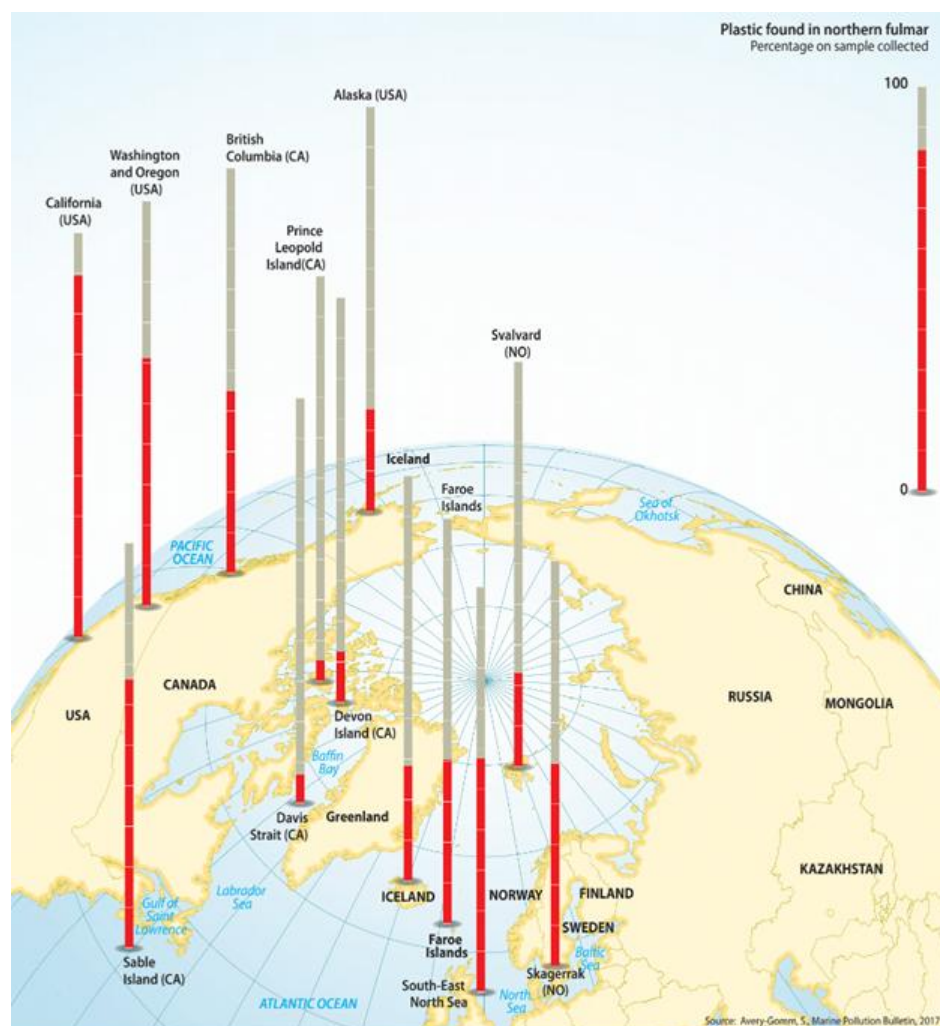 Plastic found in northern fulmar
Percentage on sample collected
100
0
Alaska (USA)
British
Columbia (CA)
Washington
and Oregon
(USA)
California
(USA)
Prince
Leopold
Island(CA)
Svalvard
(NO)
Iceland
Faroe
Islands
Sea of
Okhotsk
PACIFIC
OCEAN
CHINA
CANADA
USA
RUSSIA
MONGOLIA
Devon
Island (CA)
Baffin
Bay
Davis
Strait (CA)
Greenland
KAZAKHSTAN
ICELAND
NORWAY
FINLAND
SWEDEN
Labrador
Sea
Gulf of
Saint
Lawrence
Faroe
Islands
Baltic
Sea
Sable
Island (CA)
Skagerrak
(NO)
South-East
North Sea
North
Sea
ATLANTIC OCEAN
Source: Avery-Gomm, S., Marine Pollution Bulletin, 2017